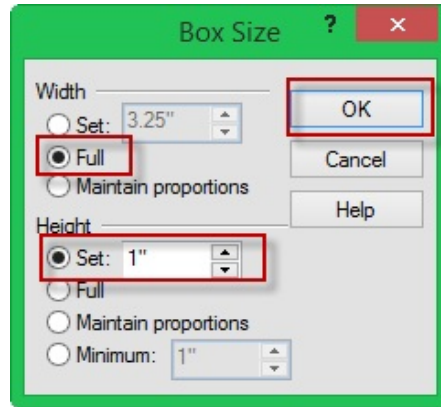 Box Size ? ×
Width
Set: 3.25"
Full
Maintain proportions
Height
Set: 1"
Full
Maintain proportions
Minimum: 1"
OK
Cancel
Help